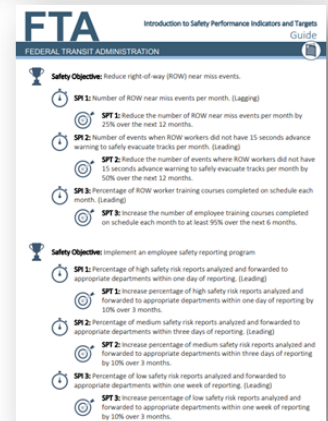 FTA
Introduction to Safety Performance Indicators and Targets
Guide
FEDERAL TRANSIT ADMINISTRATION
Safety Objective: Reduce right-of-way (ROW) near miss events.
SPI 1: Number of ROW near miss events per month. (Lagging)
SPT 1: Reduce the number of ROW near miss events per month by
25% over the next 12 months.
SPI 2: Number of events when ROW workers did not have 15 seconds advance
warning to safely evacuate tracks per month. (Leading)
SPT 2: Reduce the number of events where ROW workers did not have
15 seconds advance warning to safely evacuate tracks per month by
50% over the next 12 months.
SPI 3: Percentage of ROW worker training courses completed on schedule each
month. (Leading)
SPT 3: Increase the number of employee training courses completed
on schedule each month to at least 95% over the next 6 months.
Safety Objective: Implement an employee safety reporting program
SPI 1: Percentage of high safety risk reports analyzed and forwarded to
appropriate departments within one day of reporting. (Leading)
SPT 1: Increase percentage of high safety risk reports analyzed and
forwarded to appropriate departments within one day of reporting by
10% over 3 months.
SPI 2: Percentage of medium safety risk reports analyzed and forwarded to
appropriate departments within three days of reporting. (Leading)
SPT 2: Increase percentage of medium safety risk reports analyzed and
forwarded to appropriate departments within three days of reporting
by 10% over 3 months.
SPI 3: Percentage of low safety risk reports analyzed and forwarded to
appropriate departments within one week of reporting. (Leading)
SPT 3: Increase percentage of low safety risk reports analyzed and
forwarded to appropriate departments within one week of reporting
by 10% over 3 months.